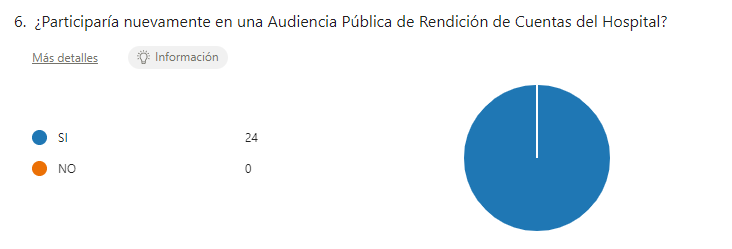 6. ¿Participaría nuevamente en una Audiencia Pública de Rendición de Cuentas del Hospital?
Más detalles
Información
SI 24
NO 0